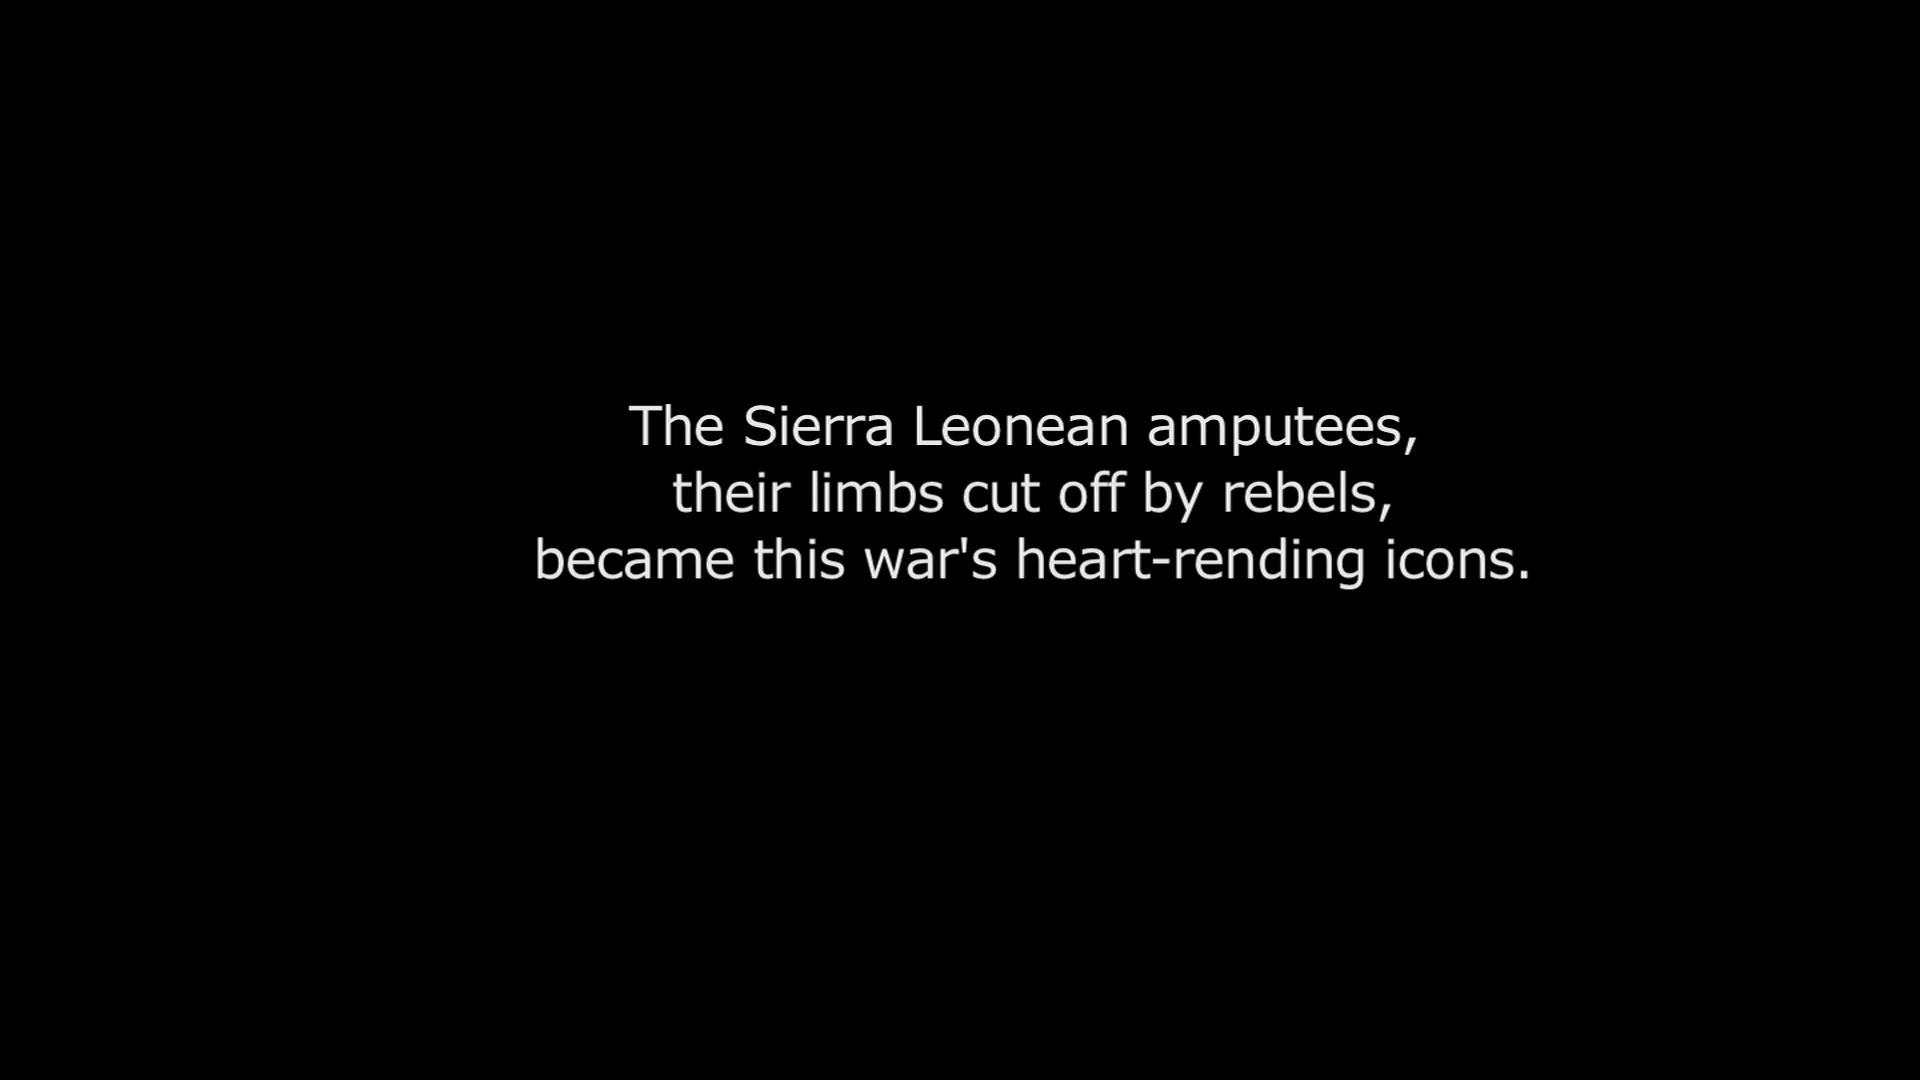 The Sierra Leonean amputees,
their limbs cut off by rebels,
became this war's heart-rending icons.